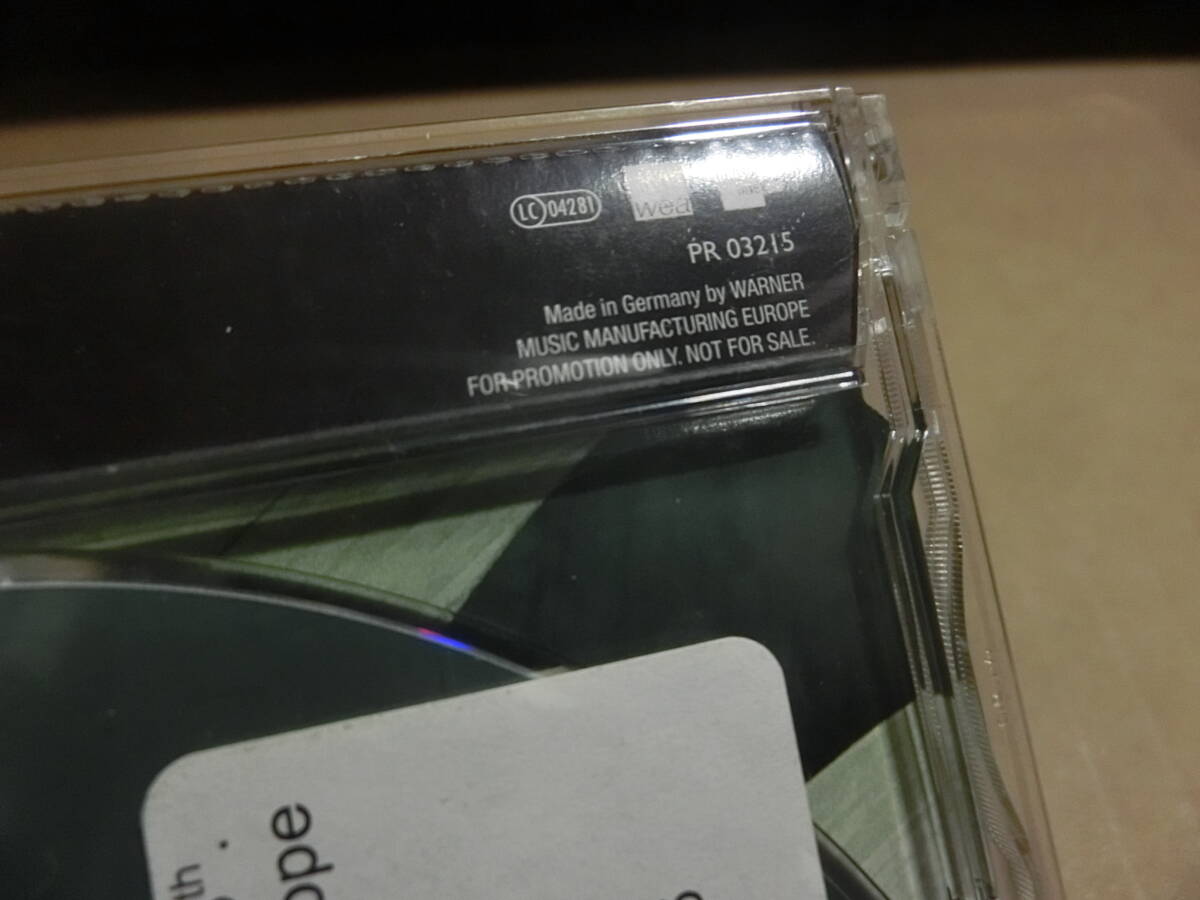 LC 04281
wea
PR 03215
Made in Germany by WARNER
MUSIC MANUFACTURING EUROPE
FOR PROMOTION ONLY. NOT FOR SALE.
th
ope